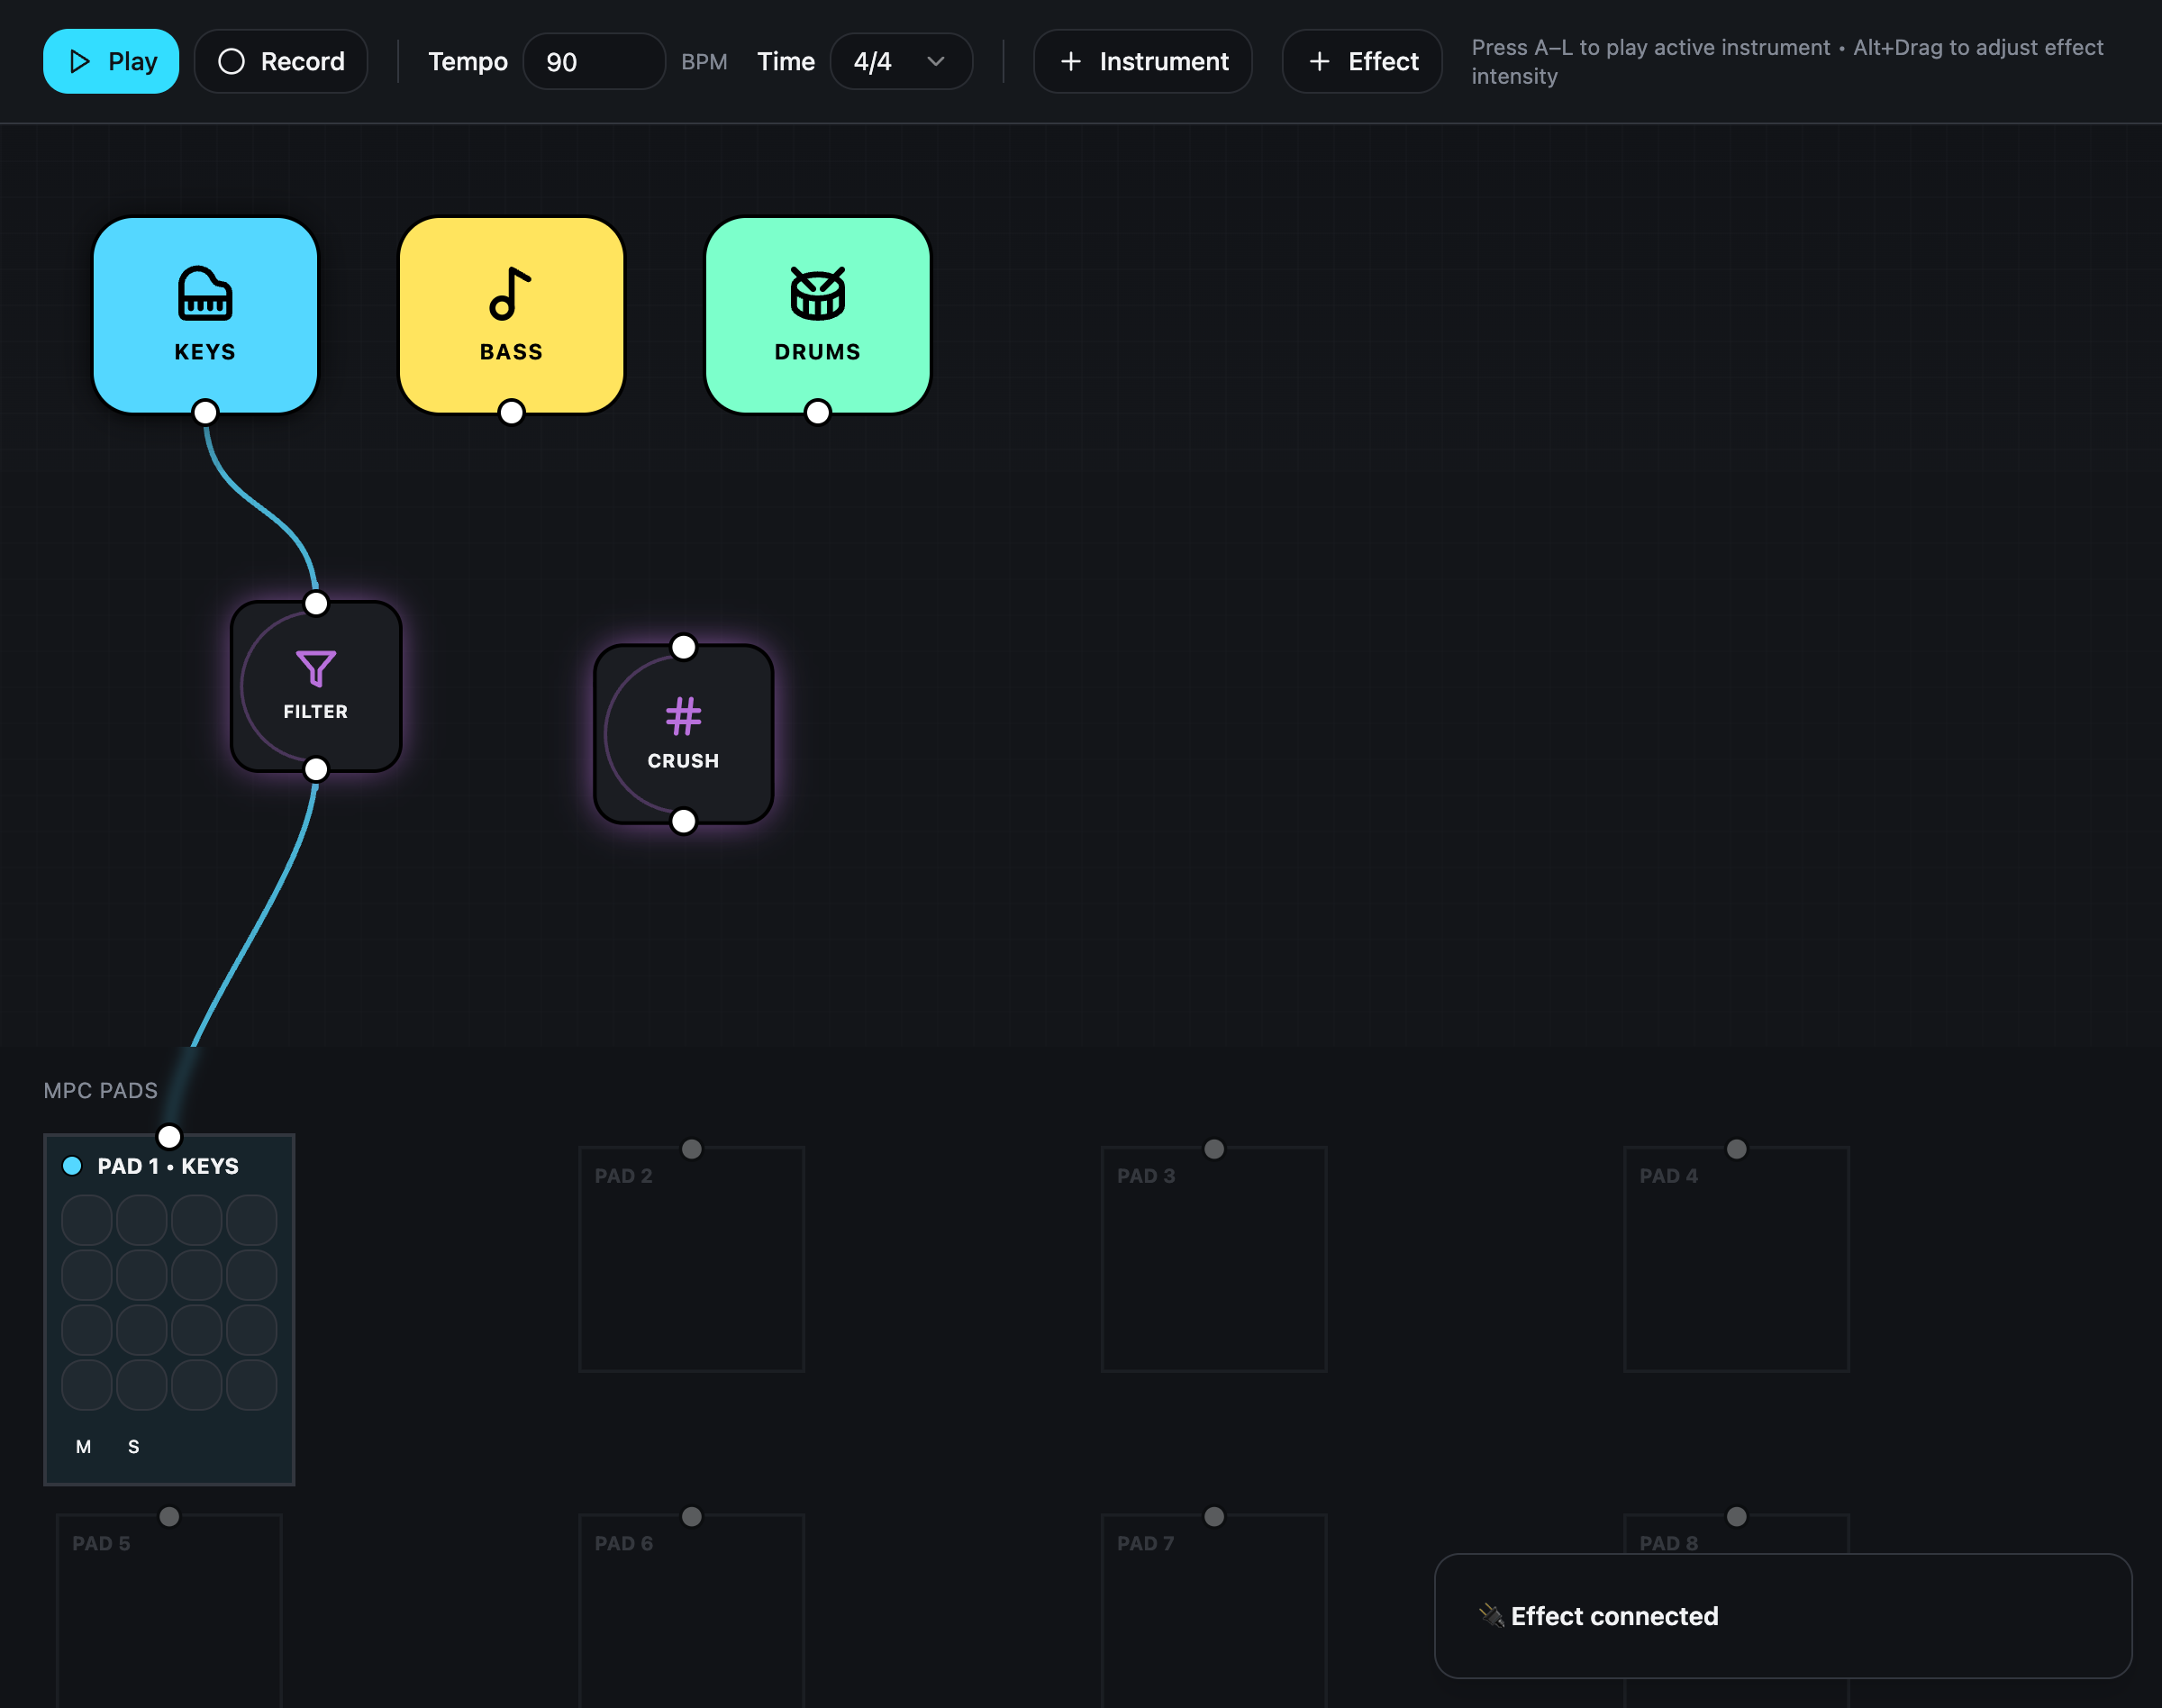 Play
Record
Tempo
90
BPM
Time
4/4
+ Instrument
+ Effect
Press A–L to play active instrument • Alt+Drag to adjust effect
intensity
KEYS
BASS
DRUMS
FILTER
#
CRUSH
MPC PADS
PAD 1 • KEYS
PAD 2
PAD 3
PAD 4
M
S
PAD 5
PAD 6
PAD 7
PAD 8
🔌 Effect connected